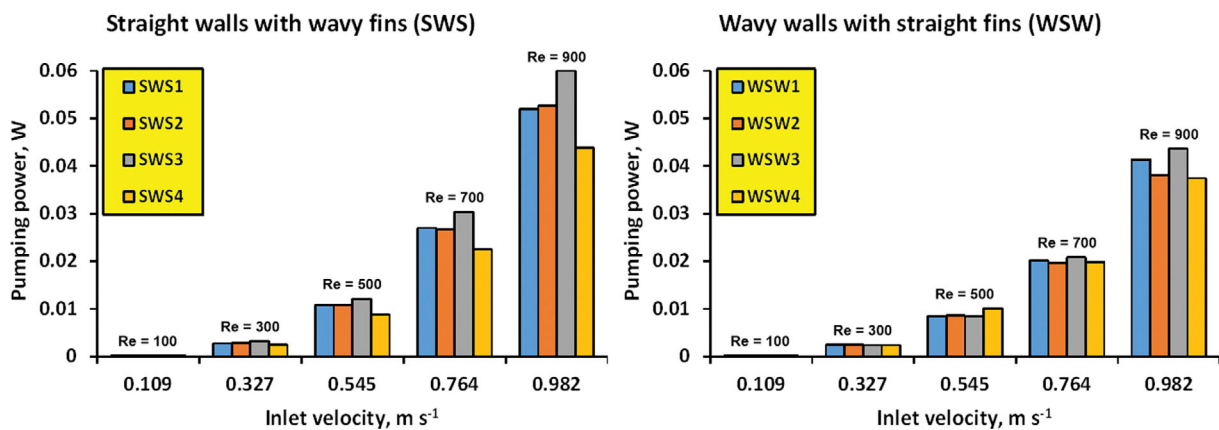 Straight walls with wavy fins (SWS)
Pumping power, W
0.06
0.05
0.04
0.03
0.02
0.01
0
SWS1
SWS2
SWS3
SWS4
Re = 100
Re = 300
Re = 500
Re = 700
Re = 900
0.109 0.327 0.545 0.764 0.982
Inlet velocity, m s⁻¹
Wavy walls with straight fins (WSW)
Pumping power, W
0.06
0.05
0.04
0.03
0.02
0.01
0
WSW1
WSW2
WSW3
WSW4
Re = 100
Re = 300
Re = 500
Re = 700
Re = 900
0.109 0.327 0.545 0.764 0.982
Inlet velocity, m s⁻¹